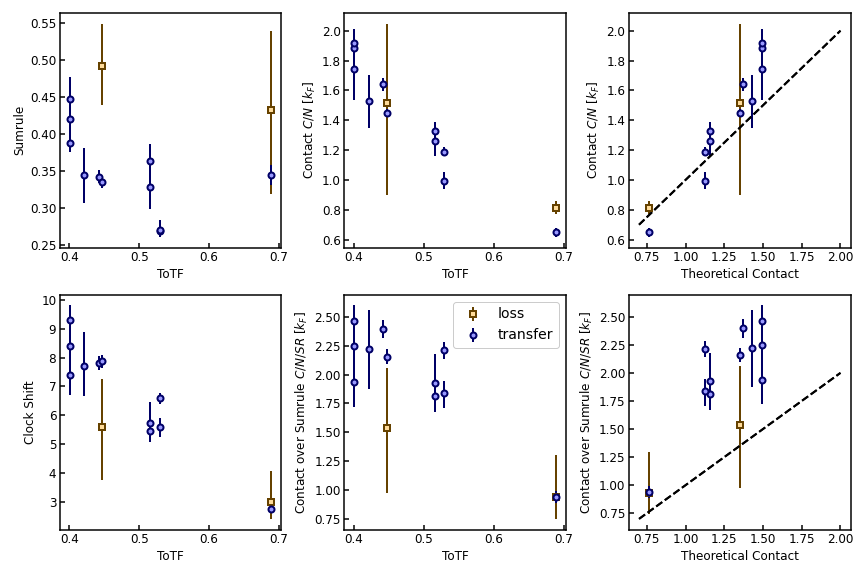 0.55
0.50
0.45
0.40
0.35
0.30
0.25
Sumrule
0.4 0.5 0.6 0.7
ToTF
2.0
1.8
1.6
1.4
1.2
1.0
0.8
0.6
Contact C/N [k_F]
0.4 0.5 0.6 0.7
ToTF
2.0
1.8
1.6
1.4
1.2
1.0
0.8
0.6
Contact C/N [k_F]
0.75 1.00 1.25 1.50 1.75 2.00
Theoretical Contact
10
9
8
7
6
5
4
3
Clock Shift
0.4 0.5 0.6 0.7
ToTF
2.50
2.25
2.00
1.75
1.50
1.25
1.00
0.75
Contact over Sumrule C/N/SR [k_F]
loss
transfer
0.4 0.5 0.6 0.7
ToTF
2.50
2.25
2.00
1.75
1.50
1.25
1.00
0.75
Contact over Sumrule C/N/SR [k_F]
0.75 1.00 1.25 1.50 1.75 2.00
Theoretical Contact